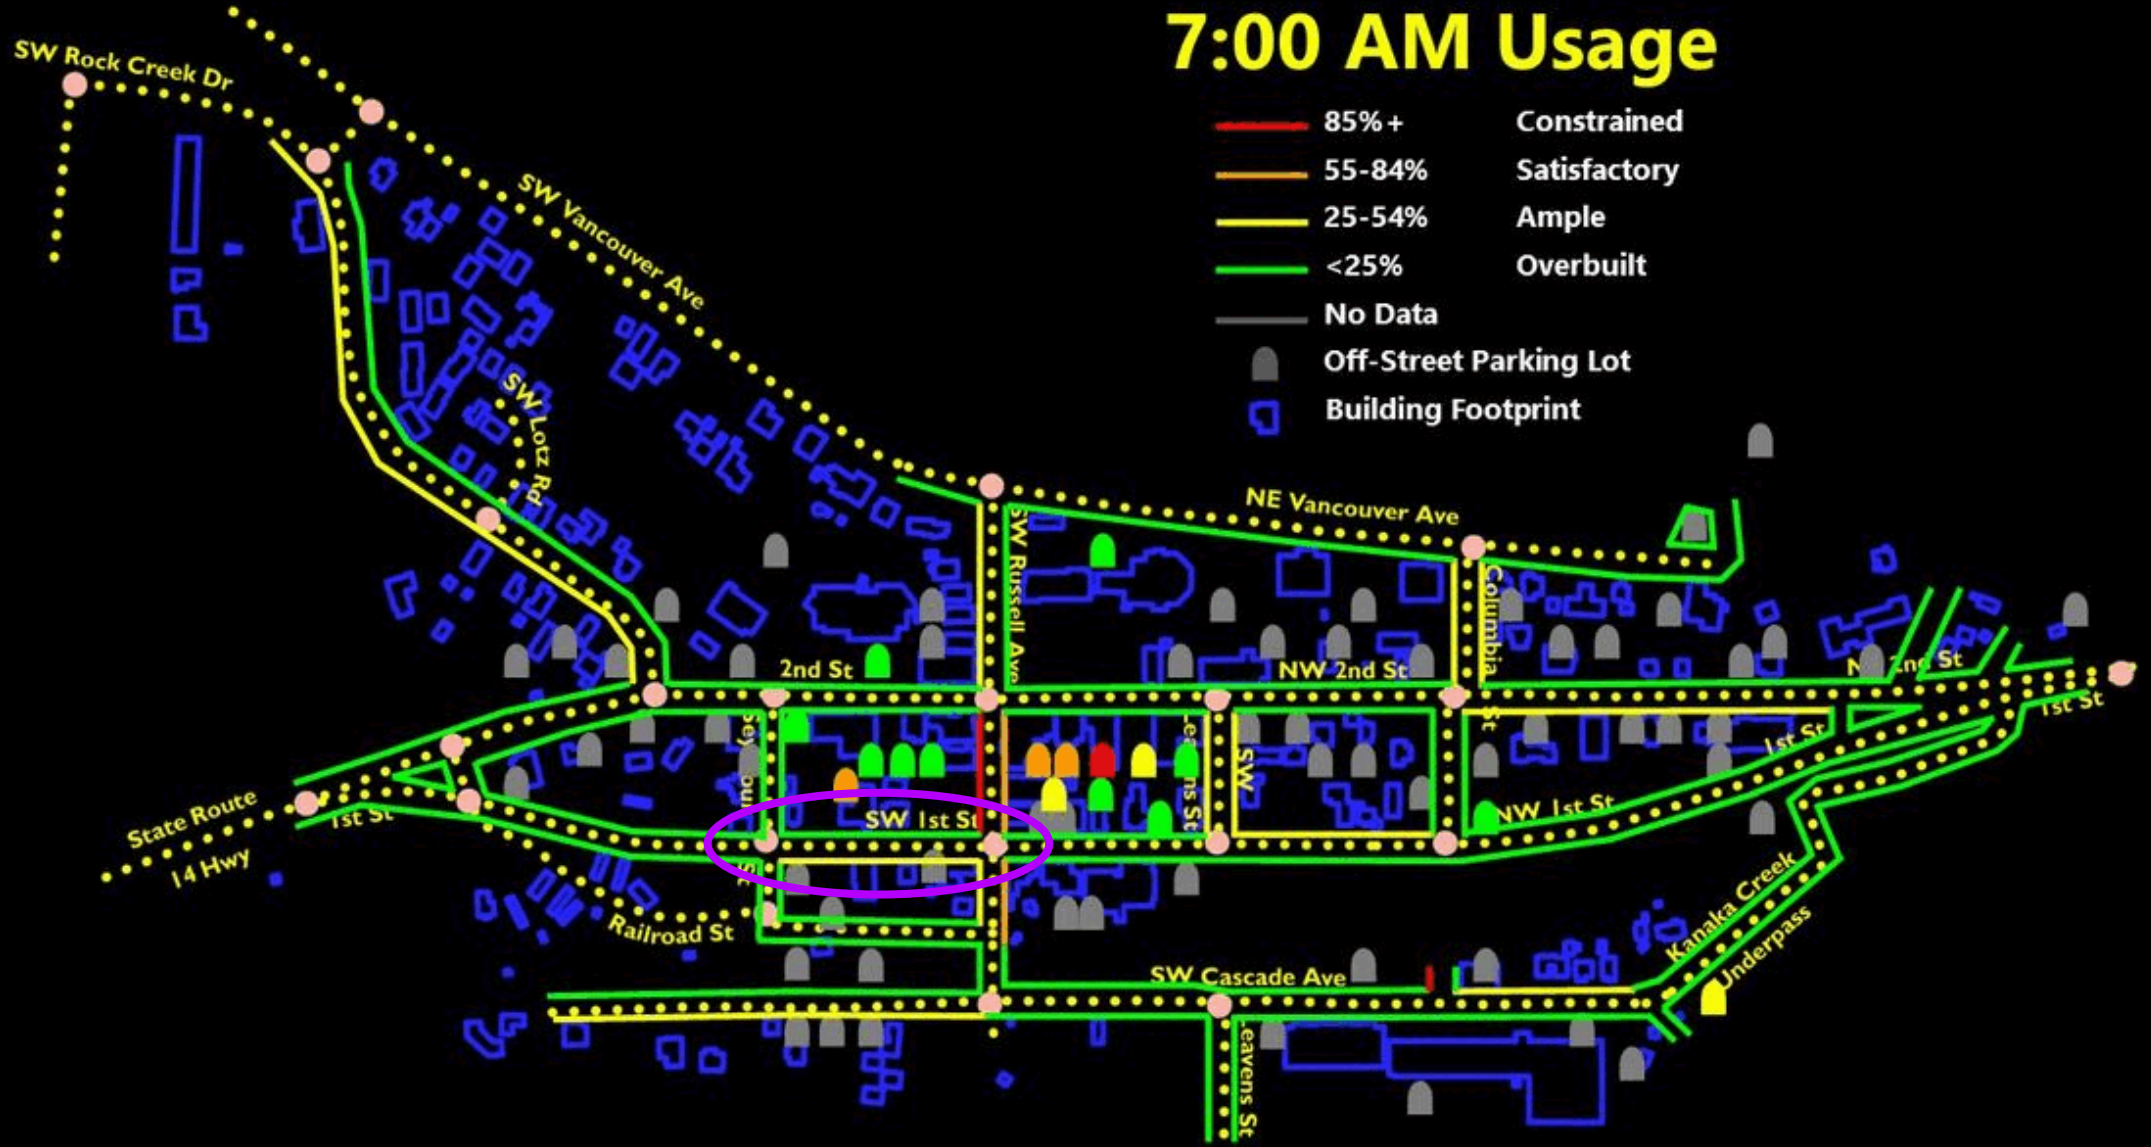 7:00 AM Usage
85%+ Constrained
55-84% Satisfactory
25-54% Ample
<25% Overbuilt
No Data
Off-Street Parking Lot
Building Footprint
SW Rock Creek Dr
SW Vancouver Ave
SW Lotz Rd
NE Vancouver Ave
SW Russell Ave
Columbia St
2nd St
NW 2nd St
2nd St
1st St
1st St
SW
SW 1st St
NW 1st St
State Route
14 Hwy
1st St
Railroad St
Kanaka Creek
Underpass
SW Cascade Ave
Leavens St